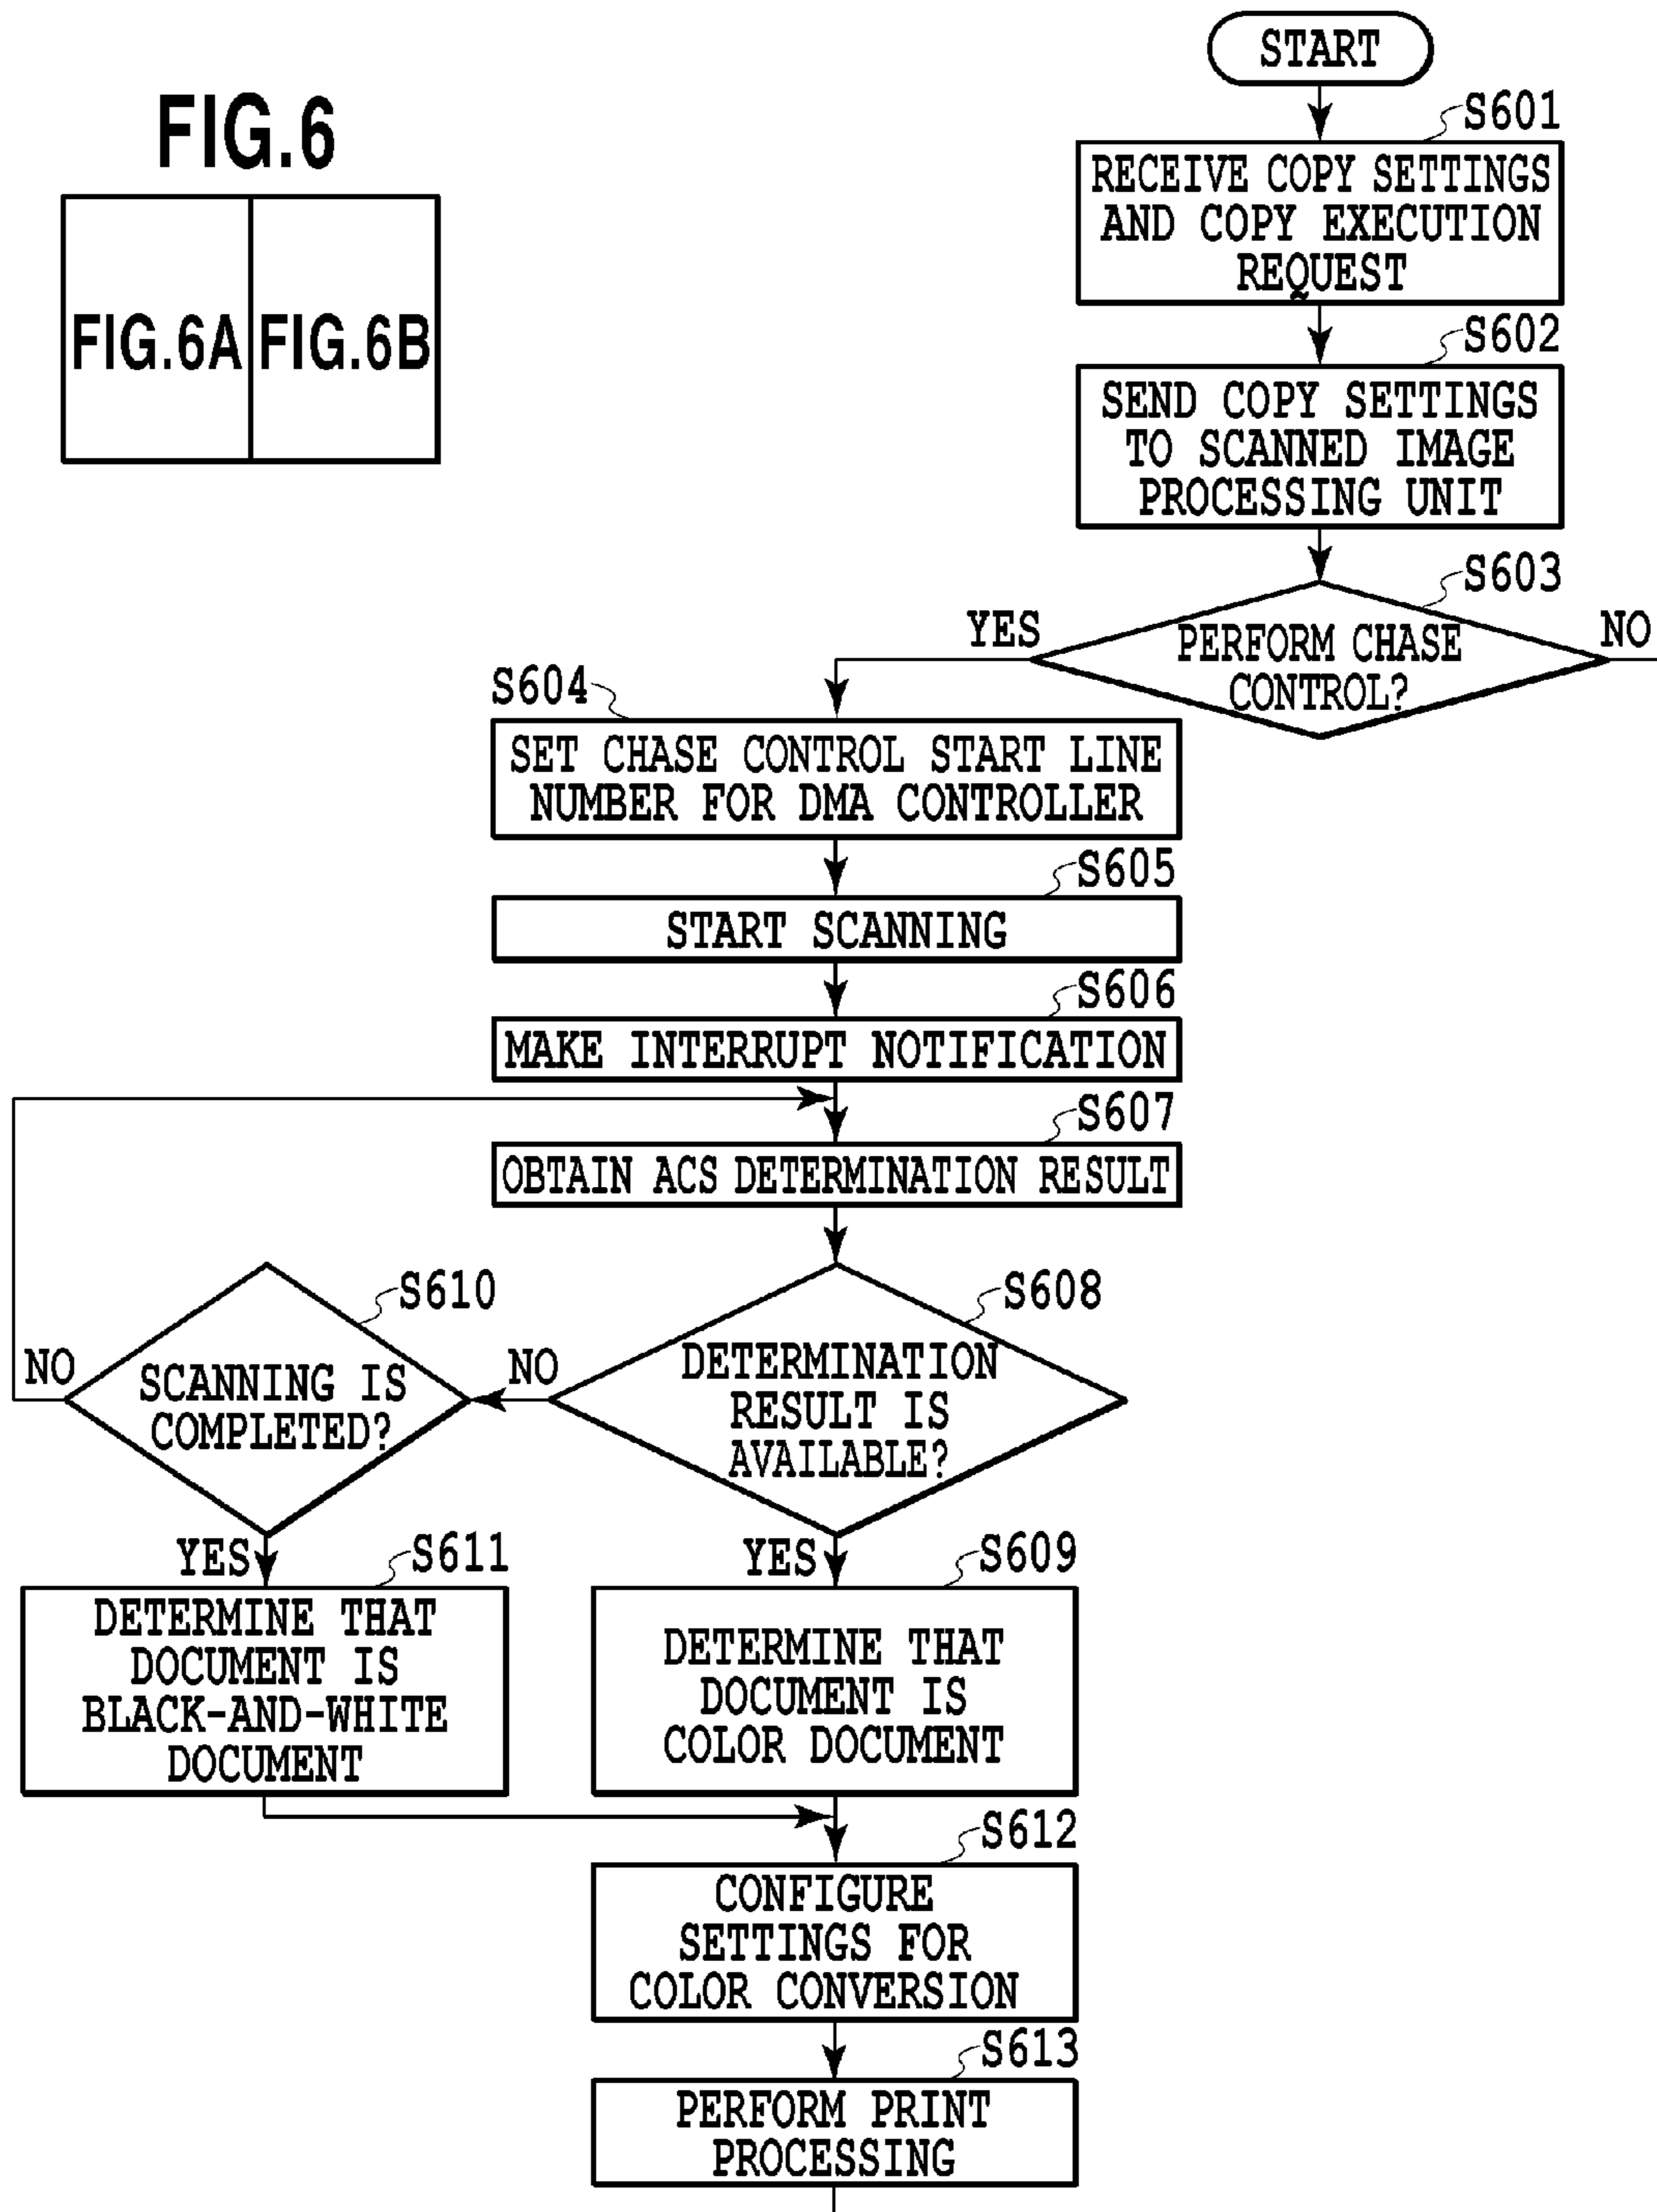 FIG.6
FIG.6A
FIG.6B
START
S601
RECEIVE COPY SETTINGS
AND COPY EXECUTION
REQUEST
S602
SEND COPY SETTINGS
TO SCANNED IMAGE
PROCESSING UNIT
S603
YES
PERFORM CHASE
CONTROL?
NO
S604
SET CHASE CONTROL START LINE
NUMBER FOR DMA CONTROLLER
S605
START SCANNING
S606
MAKE INTERRUPT NOTIFICATION
S607
OBTAIN ACS DETERMINATION RESULT
S610
NO
SCANNING IS
COMPLETED?
NO
S608
DETERMINATION
RESULT IS
AVAILABLE?
YES
S611
DETERMINE THAT
DOCUMENT IS
BLACK-AND-WHITE
DOCUMENT
YES
S609
DETERMINE THAT
DOCUMENT IS
COLOR DOCUMENT
S612
CONFIGURE
SETTINGS FOR
COLOR CONVERSION
S613
PERFORM PRINT
PROCESSING